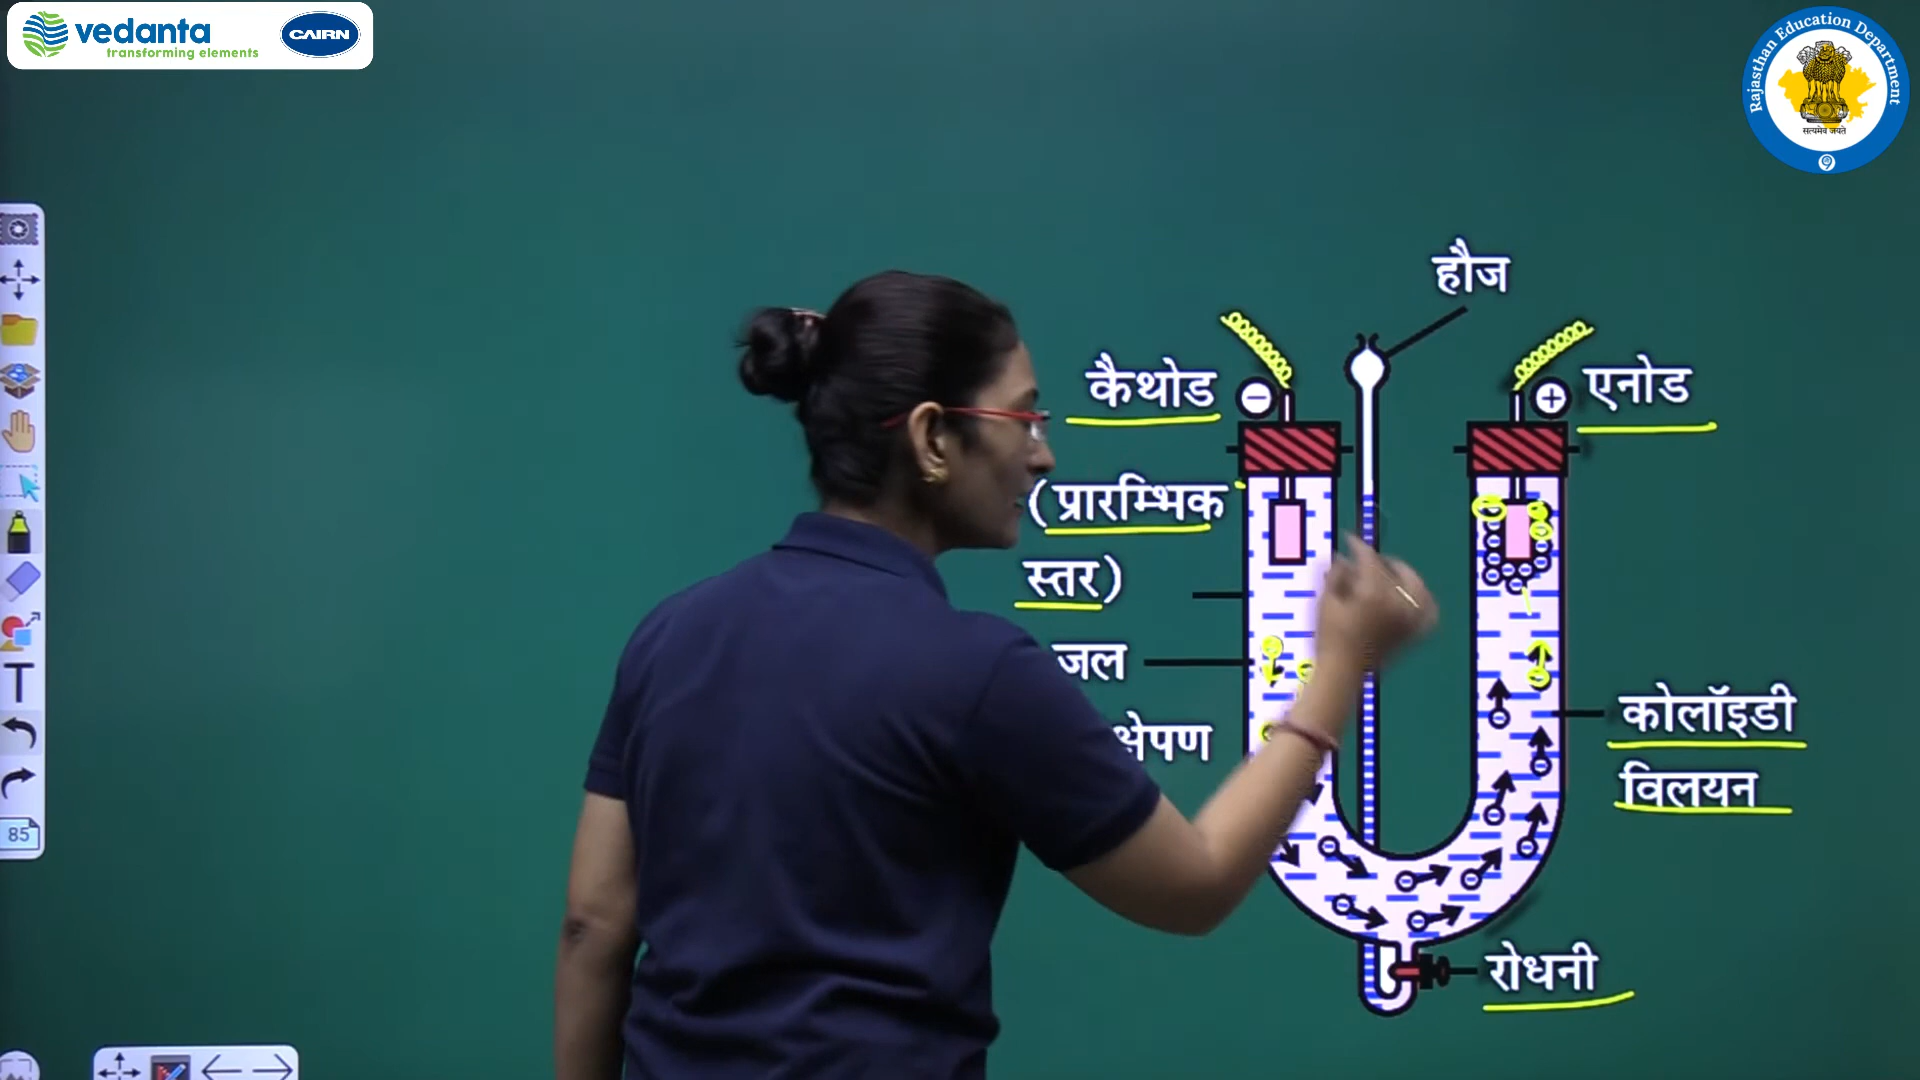 vedanta
transforming elements
CAIRN
Rajasthan Education Department
सत्यमेव जयते
हौज
कैथोड
−
+
एनोड
(प्रारम्भिक
स्तर)
जल
क्षेपण
कोलॉइडी
विलयन
रोधनी
T
85